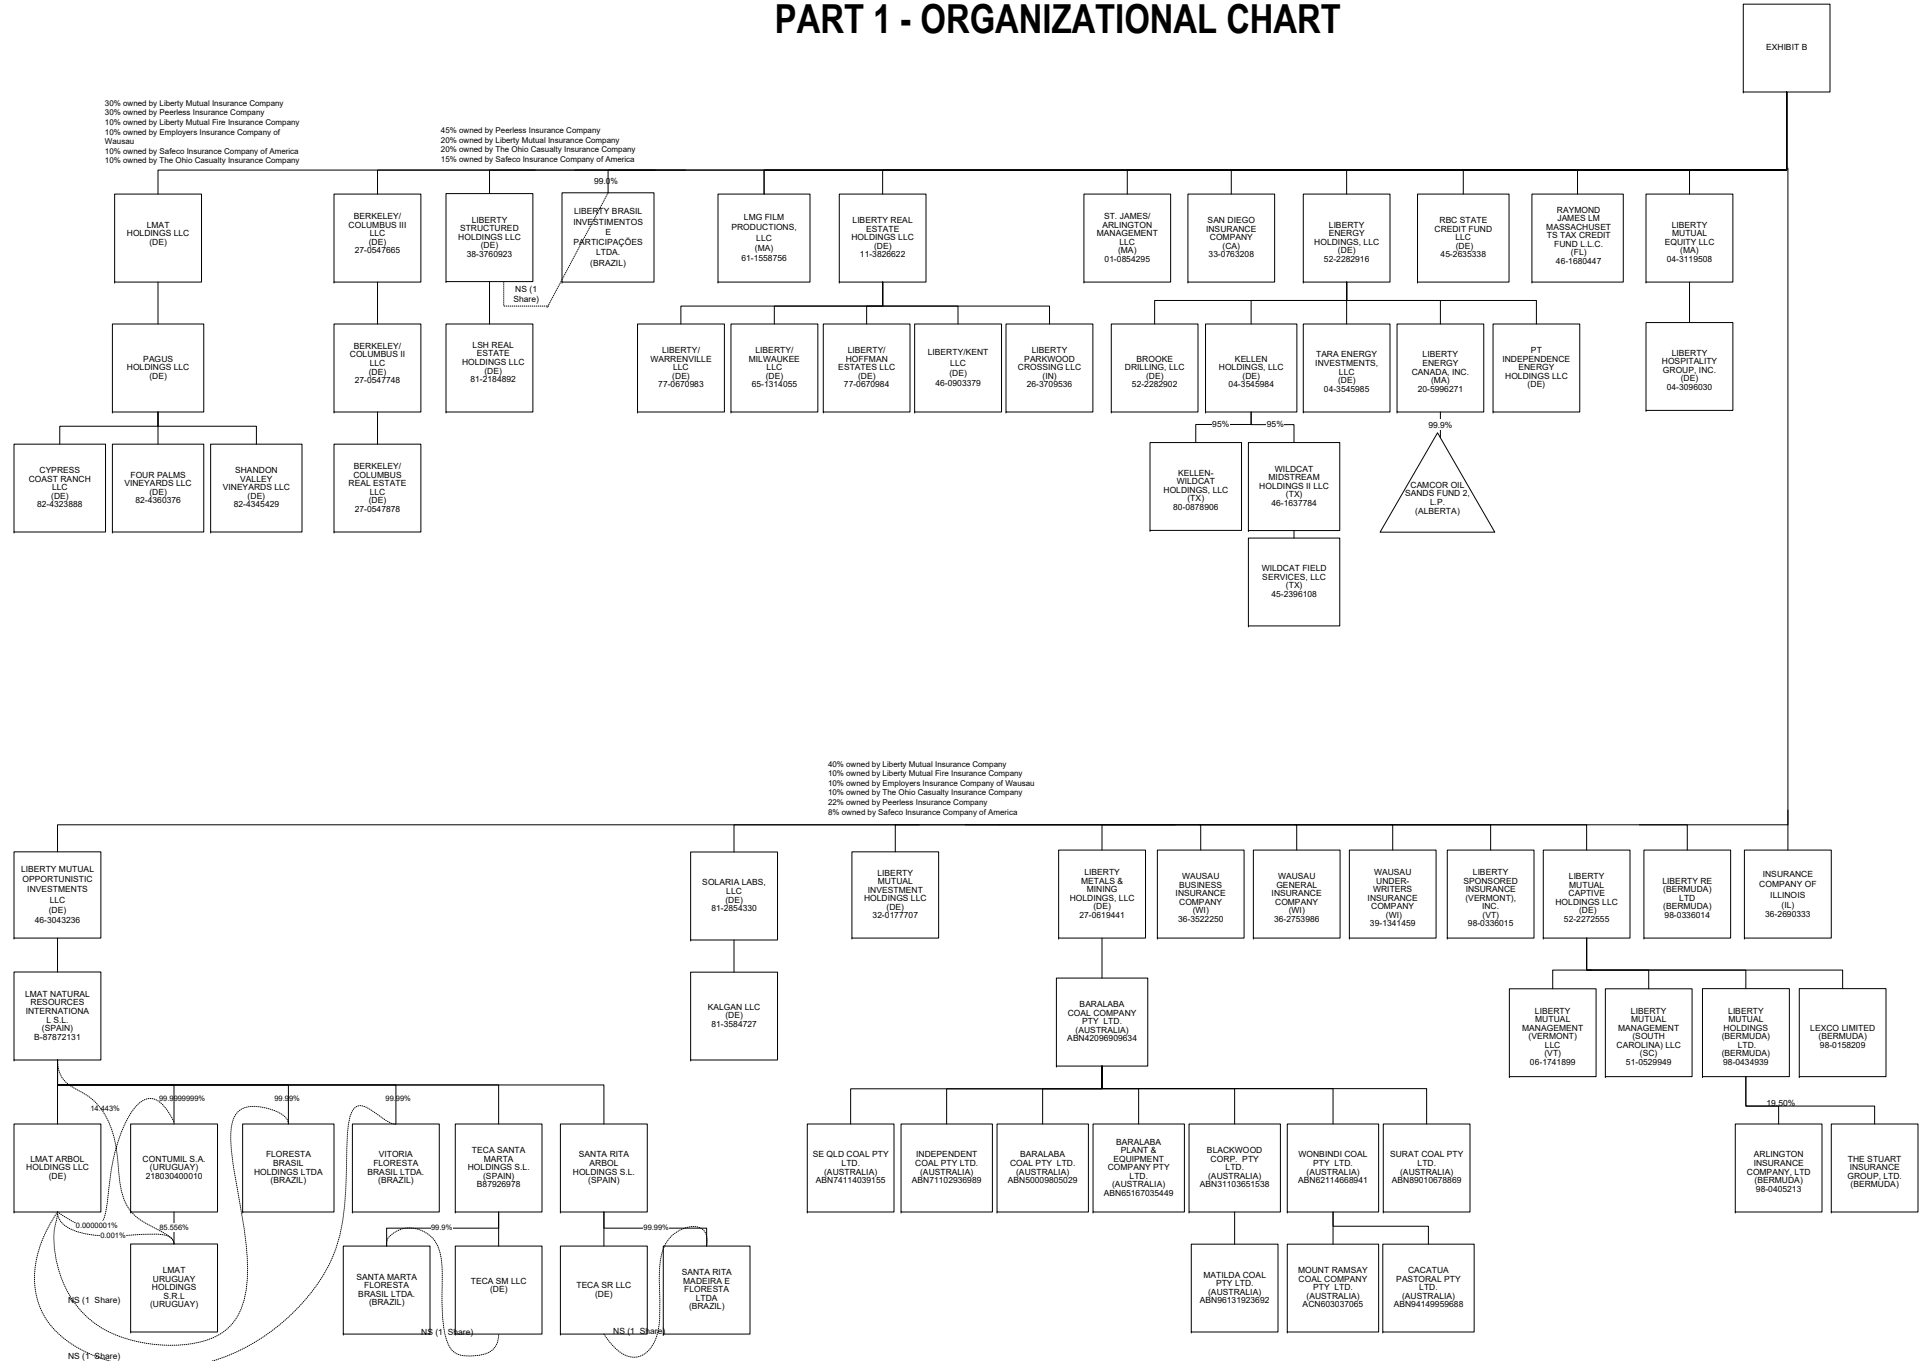 PART 1 - ORGANIZATIONAL CHART
EXHIBIT B
30% owned by Liberty Mutual Insurance Company
30% owned by Peerless Insurance Company
10% owned by Liberty Mutual Fire Insurance Company
10% owned by Employers Insurance Company of
Wausau
10% owned by Safeco Insurance Company of America
10% owned by The Ohio Casualty Insurance Company
45% owned by Peerless Insurance Company
20% owned by Liberty Mutual Insurance Company
20% owned by The Ohio Casualty Insurance Company
15% owned by Safeco Insurance Company of America
99.0%
LMAT
HOLDINGS LLC
(DE)
BERKELEY/
COLUMBUS III
LLC
(DE)
27-0547665
LIBERTY
STRUCTURED
HOLDINGS LLC
(DE)
38-3760923
LIBERTY BRASIL
INVESTIMENTOS
E
PARTICIPAÇÕES
LTDA.
(BRAZIL)
LMG FILM
PRODUCTIONS,
LLC
(MA)
61-1558756
LIBERTY REAL
ESTATE
HOLDINGS LLC
(DE)
11-3826622
ST. JAMES/
ARLINGTON
MANAGEMENT
LLC
(MA)
01-0854295
SAN DIEGO
INSURANCE
COMPANY
(CA)
33-0763208
LIBERTY
ENERGY
HOLDINGS, LLC
(DE)
52-2282916
RBC STATE
CREDIT FUND
LLC
(DE)
45-2635338
RAYMOND
JAMES LM
MASSACHUSET
TS TAX CREDIT
FUND L.L.C.
(FL)
46-1680447
LIBERTY
MUTUAL
EQUITY LLC
(MA)
04-3119508
NS (1
Share)
PAGUS
HOLDINGS LLC
(DE)
BERKELEY/
COLUMBUS II
LLC
(DE)
27-0547748
LSH REAL
ESTATE
HOLDINGS LLC
(DE)
81-2184892
LIBERTY/
WARRENVILLE
LLC
(DE)
77-0670983
LIBERTY/
MILWAUKEE
LLC
(DE)
65-1314055
LIBERTY/
HOFFMAN
ESTATES LLC
(DE)
77-0670984
LIBERTY/KENT
LLC
(DE)
46-0903379
LIBERTY
PARKWOOD
CROSSING LLC
(IN)
26-3709536
BROOKE
DRILLING, LLC
(DE)
52-2282902
KELLEN
HOLDINGS, LLC
(DE)
04-3545984
TARA ENERGY
INVESTMENTS,
LLC
(DE)
04-3545985
LIBERTY
ENERGY
CANADA, INC.
(MA)
20-5996271
PT
INDEPENDENCE
ENERGY
HOLDINGS LLC
(DE)
LIBERTY
HOSPITALITY
GROUP, INC.
(DE)
04-3096030
95%
95%
99.9%
CYPRESS
COAST RANCH
LLC
(DE)
82-4323888
FOUR PALMS
VINEYARDS LLC
(DE)
82-4360376
SHANDON
VALLEY
VINEYARDS LLC
(DE)
82-4345429
BERKELEY/
COLUMBUS
REAL ESTATE
LLC
(DE)
27-0547878
KELLEN-
WILDCAT
HOLDINGS, LLC
(TX)
80-0878906
WILDCAT
MIDSTREAM
HOLDINGS II LLC
(TX)
46-1637784
CAMCOR OIL
SANDS FUND 2,
L.P.
(ALBERTA)
WILDCAT FIELD
SERVICES, LLC
(TX)
45-2396108
40% owned by Liberty Mutual Insurance Company
10% owned by Liberty Mutual Fire Insurance Company
10% owned by Employers Insurance Company of Wausau
10% owned by The Ohio Casualty Insurance Company
22% owned by Peerless Insurance Company
8% owned by Safeco Insurance Company of America
LIBERTY MUTUAL
OPPORTUNISTIC
INVESTMENTS
LLC
(DE)
46-3043236
SOLARIA LABS,
LLC
(DE)
81-2854330
LIBERTY
MUTUAL
INVESTMENT
HOLDINGS LLC
(DE)
32-0177707
LIBERTY
METALS &
MINING
HOLDINGS, LLC
(DE)
27-0619441
WAUSAU
BUSINESS
INSURANCE
COMPANY
(WI)
36-3522250
WAUSAU
GENERAL
INSURANCE
COMPANY
(WI)
36-2753986
WAUSAU
UNDER-
WRITERS
INSURANCE
COMPANY
(WI)
39-1341459
LIBERTY
SPONSORED
INSURANCE
(VERMONT),
INC.
(VT)
98-0336015
LIBERTY
MUTUAL
CAPTIVE
HOLDINGS LLC
(DE)
52-2272555
LIBERTY RE
(BERMUDA)
LTD
(BERMUDA)
98-0336014
INSURANCE
COMPANY OF
ILLINOIS
(IL)
36-2690333
LMAT NATURAL
RESOURCES
INTERNATIONA
L S.L.
(SPAIN)
B-87872131
KALGAN LLC
(DE)
81-3584727
BARALABA
COAL COMPANY
PTY LTD.
(AUSTRALIA)
ABN42096909634
LIBERTY
MUTUAL
MANAGEMENT
(VERMONT)
LLC
(VT)
06-1741899
LIBERTY
MUTUAL
MANAGEMENT
(SOUTH
CAROLINA) LLC
(SC)
51-0529949
LIBERTY
MUTUAL
HOLDINGS
(BERMUDA)
LTD.
(BERMUDA)
98-0434939
LEXCO LIMITED
(BERMUDA)
98-0158209
14.443%
99.9999999%
99.99%
99.99%
19.50%
LMAT ARBOL
HOLDINGS LLC
(DE)
CONTUMIL S.A.
(URUGUAY)
218030400010
FLORESTA
BRASIL
HOLDINGS LTDA
(BRAZIL)
VITORIA
FLORESTA
BRASIL LTDA.
(BRAZIL)
TECA SANTA
MARTA
HOLDINGS S.L.
(SPAIN)
B87926978
SANTA RITA
ARBOL
HOLDINGS S.L.
(SPAIN)
SE QLD COAL PTY
LTD.
(AUSTRALIA)
ABN74114039155
INDEPENDENT
COAL PTY LTD.
(AUSTRALIA)
ABN71102936989
BARALABA
COAL PTY LTD.
(AUSTRALIA)
ABN50009805029
BARALABA
PLANT &
EQUIPMENT
COMPANY PTY
LTD.
(AUSTRALIA)
ABN65167035449
BLACKWOOD
CORP. PTY
LTD.
(AUSTRALIA)
ABN31103651538
WONBINDI COAL
PTY LTD.
(AUSTRALIA)
ABN62114668941
SURAT COAL PTY
LTD.
(AUSTRALIA)
ABN89010678869
ARLINGTON
INSURANCE
COMPANY, LTD
(BERMUDA)
98-0405213
THE STUART
INSURANCE
GROUP, LTD.
(BERMUDA)
0.0000001%
0.001%
85.556%
99.9%
99.99%
LMAT
URUGUAY
HOLDINGS
S.R.L
(URUGUAY)
SANTA MARTA
FLORESTA
BRASIL LTDA.
(BRAZIL)
TECA SM LLC
(DE)
TECA SR LLC
(DE)
SANTA RITA
MADEIRA E
FLORESTA
LTDA
(BRAZIL)
MATILDA COAL
PTY LTD.
(AUSTRALIA)
ABN96131923692
MOUNT RAMSAY
COAL COMPANY
PTY LTD.
(AUSTRALIA)
ACN603037065
CACATUA
PASTORAL PTY
LTD.
(AUSTRALIA)
ABN94149959688
NS (1 Share)
NS (1 Share)
NS (1 Share)
NS (1 Share)